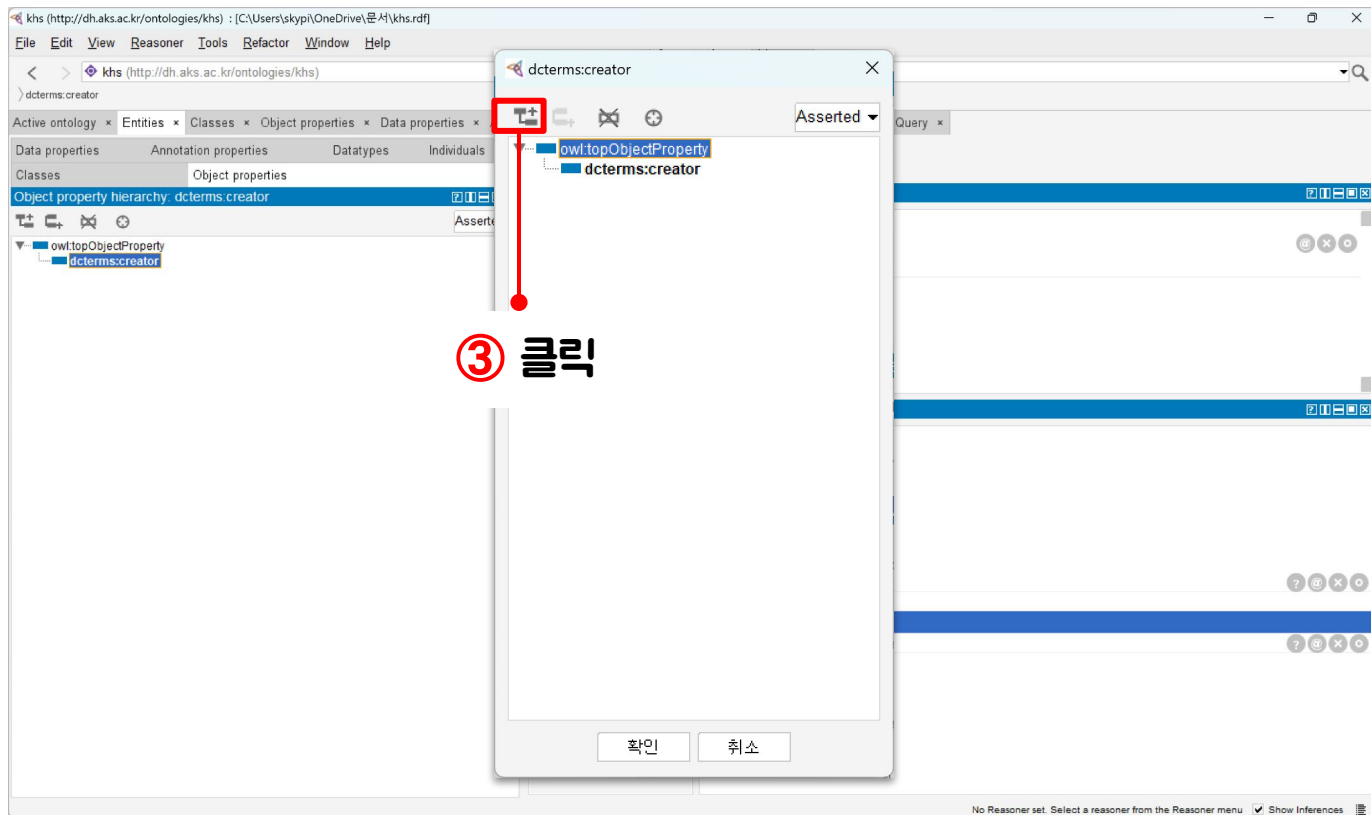 khs (http://dh.aks.ac.kr/ontologies/khs) : [C:\Users\skypi\OneDrive\문서\khs.rdf]
File Edit View Reasoner Tools Refactor Window Help
khs (http://dh.aks.ac.kr/ontologies/khs)
dcterms:creator
Active ontology × Entities × Classes × Object properties × Data properties ×
Query ×
Data properties Annotation properties Datatypes Individuals
Classes Object properties
Object property hierarchy: dcterms:creator
Asserte
owl:topObjectProperty
dcterms:creator
dcterms:creator
Asserted
owl:topObjectProperty
dcterms:creator
③ 클릭
확인 취소
No Reasoner set. Select a reasoner from the Reasoner menu Show Inferences